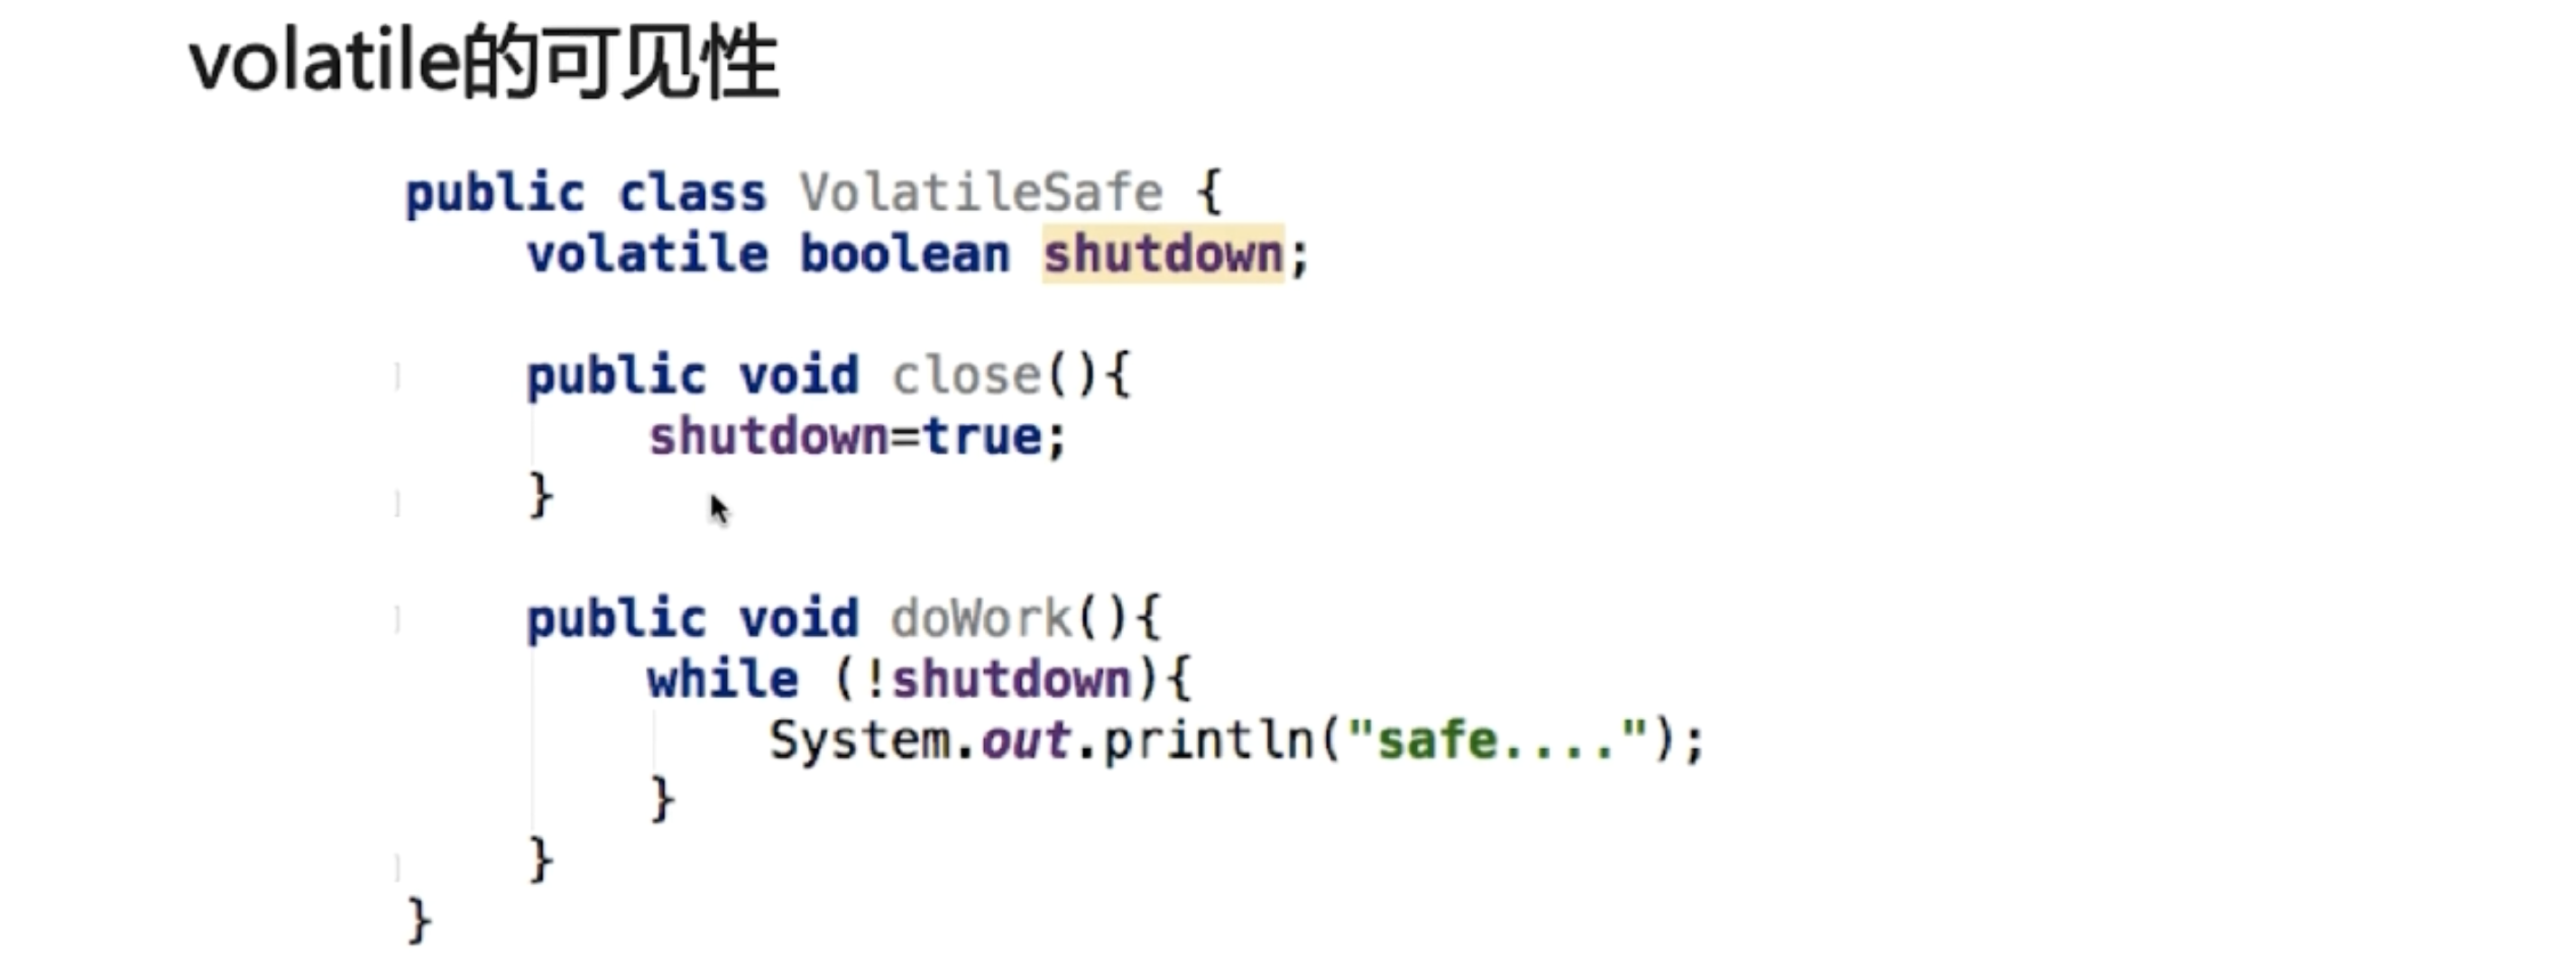 volatile的可见性
public class VolatileSafe {
    volatile boolean shutdown;
    public void close(){
        shutdown=true;
    }
    public void doWork(){
        while (!shutdown){
            System.out.println("safe....");
        }
    }
}